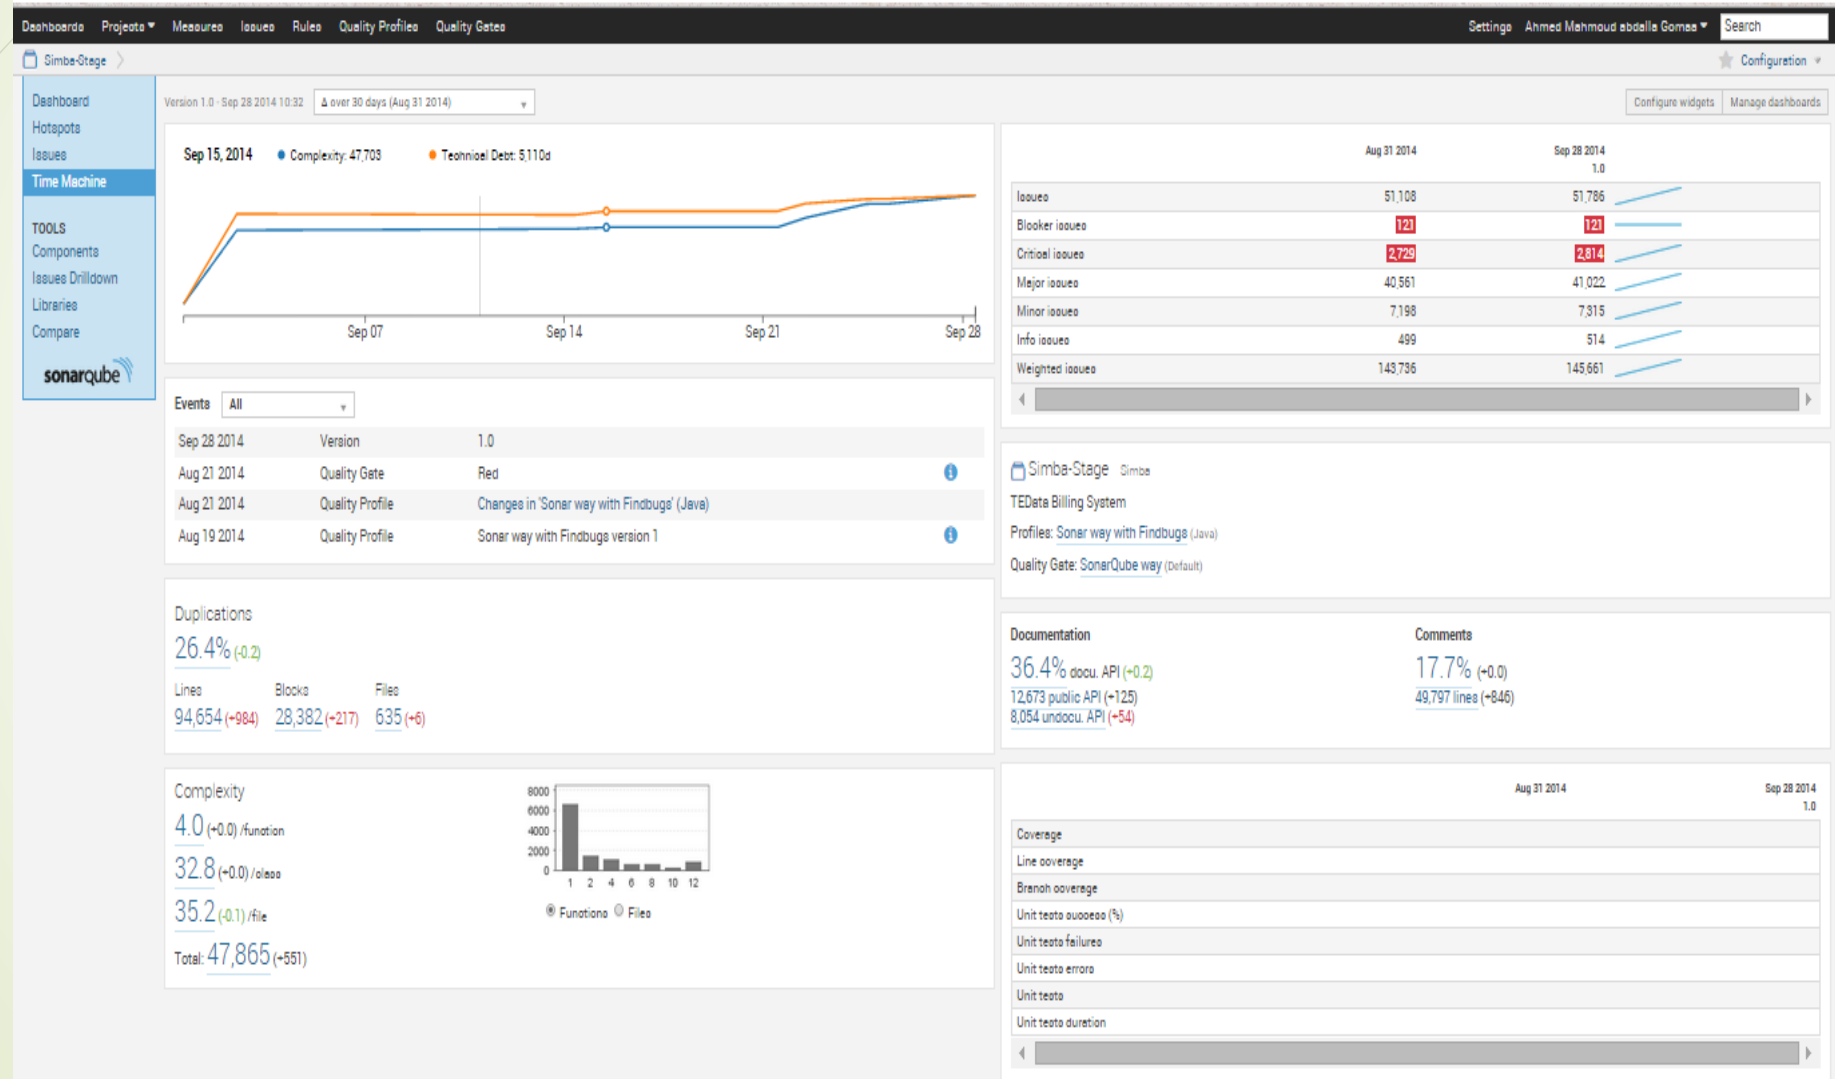 Dashboards Projects Measures Issues Rules Quality Profiles Quality Gates Settings Ahmed Mahmoud abdalla Gomaa Search
Simba-Stage Configuration
Dashboard
Hotspots
Issues
Time Machine
TOOLS
Components
Issues Drilldown
Libraries
Compare
sonarqube
Version 1.0 - Sep 28 2014 10:32 Δ over 30 days (Aug 31 2014) Configure widgets Manage dashboards
Sep 15, 2014 Complexity: 47,703 Technical Debt: 5,110d
Sep 07 Sep 14 Sep 21 Sep 28
Events All
Sep 28 2014 Version 1.0
Aug 21 2014 Quality Gate Red
Aug 21 2014 Quality Profile Changes in 'Sonar way with Findbugs' (Java)
Aug 19 2014 Quality Profile Sonar way with Findbugs version 1
Duplications
26.4% (-0.2)
Lines Blocks Files
94,654 (+984) 28,382 (+217) 635 (+6)
Complexity
4.0 (+0.0) /function
32.8 (+0.0) /class
35.2 (-0.1) /file
Total: 47,865 (+551)
8000
6000
4000
2000
0
1 2 4 6 8 10 12
Functions Files
Aug 31 2014 Sep 28 2014
1.0
Issues 51,108 51,786
Blocker issues 121 121
Critical issues 2,729 2,814
Major issues 40,561 41,022
Minor issues 7,198 7,315
Info issues 499 514
Weighted issues 143,736 145,661
Simba-Stage Simba
TEData Billing System
Profiles: Sonar way with Findbugs (Java)
Quality Gate: SonarQube way (Default)
Documentation Comments
36.4% docu. API (+0.2) 17.7% (+0.0)
12,673 public API (+125) 49,797 lines (+846)
8,054 undocu. API (+54)
Aug 31 2014 Sep 28 2014
1.0
Coverage
Line coverage
Branch coverage
Unit tests success (%)
Unit tests failures
Unit tests errors
Unit tests
Unit tests duration